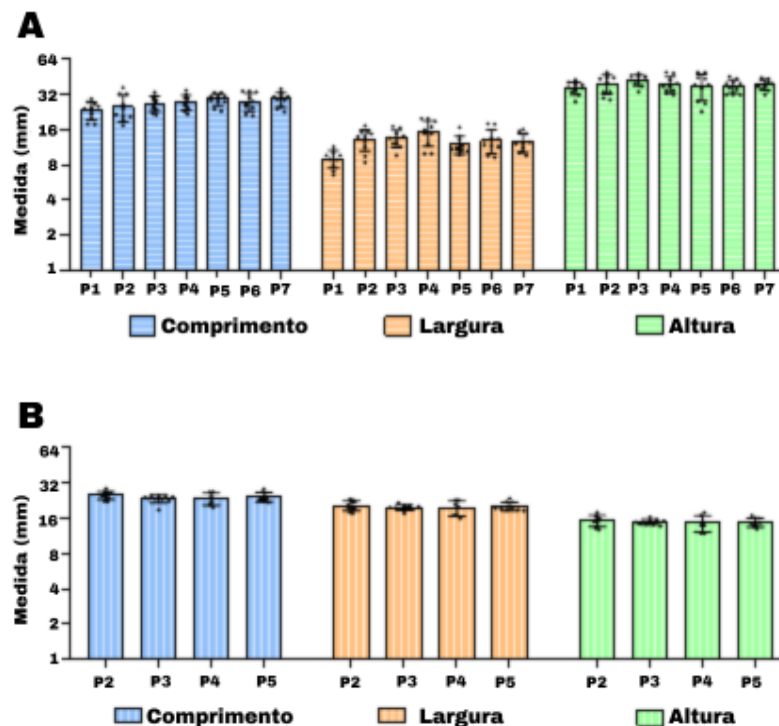 A
64
32
16
8
4
2
1
Medida (mm)
P1 P2 P3 P4 P5 P6 P7 P1 P2 P3 P4 P5 P6 P7 P1 P2 P3 P4 P5 P6 P7
Comprimento Largura Altura
B
64
32
16
8
4
2
1
Medida (mm)
P2 P3 P4 P5 P2 P3 P4 P5 P2 P3 P4 P5
Comprimento Largura Altura